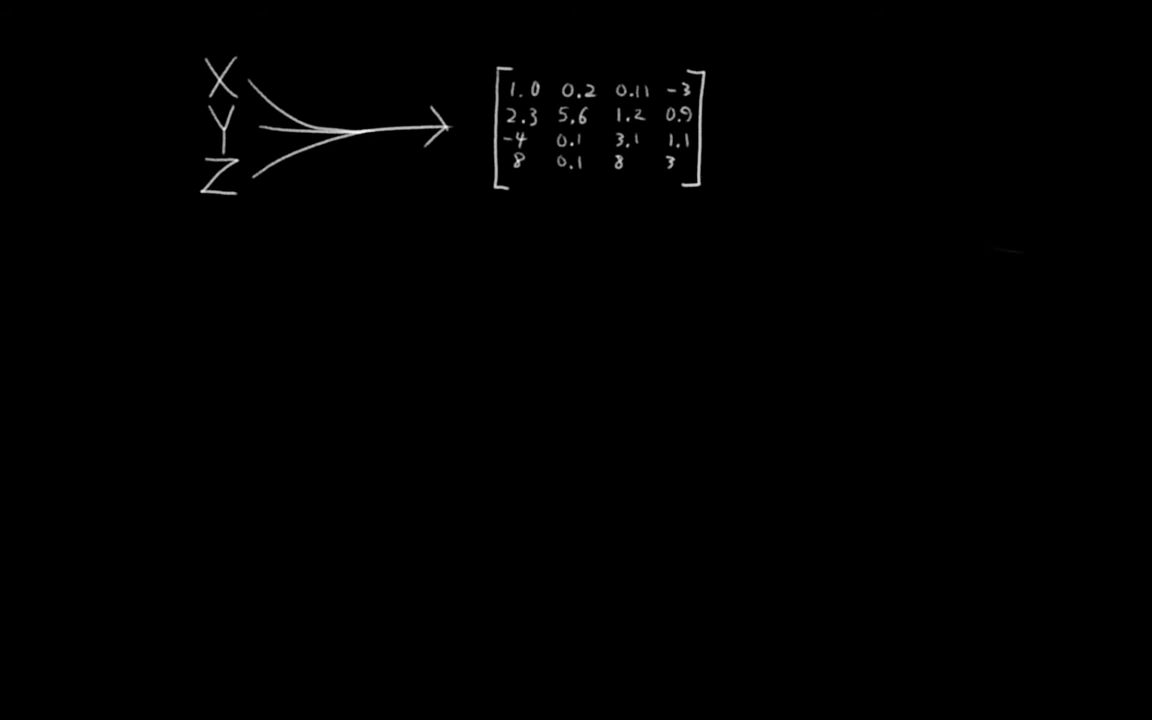 X
Y
Z
1.0 0.2 0.11 -3
2.3 5.6 1.2 0.9
-4 0.1 3.1 1.1
8 0.1 8 3